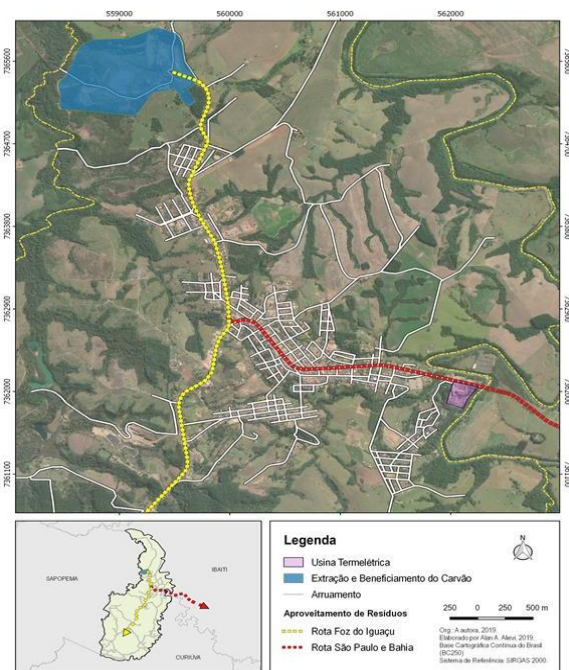 559000 560000 561000 562000
7365600
7364700
7363800
7362900
7362000
7361100
SAPOPEMA
IBAITI
CURIÚVA
Legenda
N
Usina Termelétrica
Extração e Beneficiamento do Carvão
Arruamento
Aproveitamento de Resíduos
Rota Foz do Iguaçu
Rota São Paulo e Bahia
250 0 250 500 m
Org.: A autora, 2019.
Elaborado por Alan A. Alievi, 2019.
Base Cartográfica Contínua do Brasil
(BC250)
Sistema de Referência: SIRGAS 2000